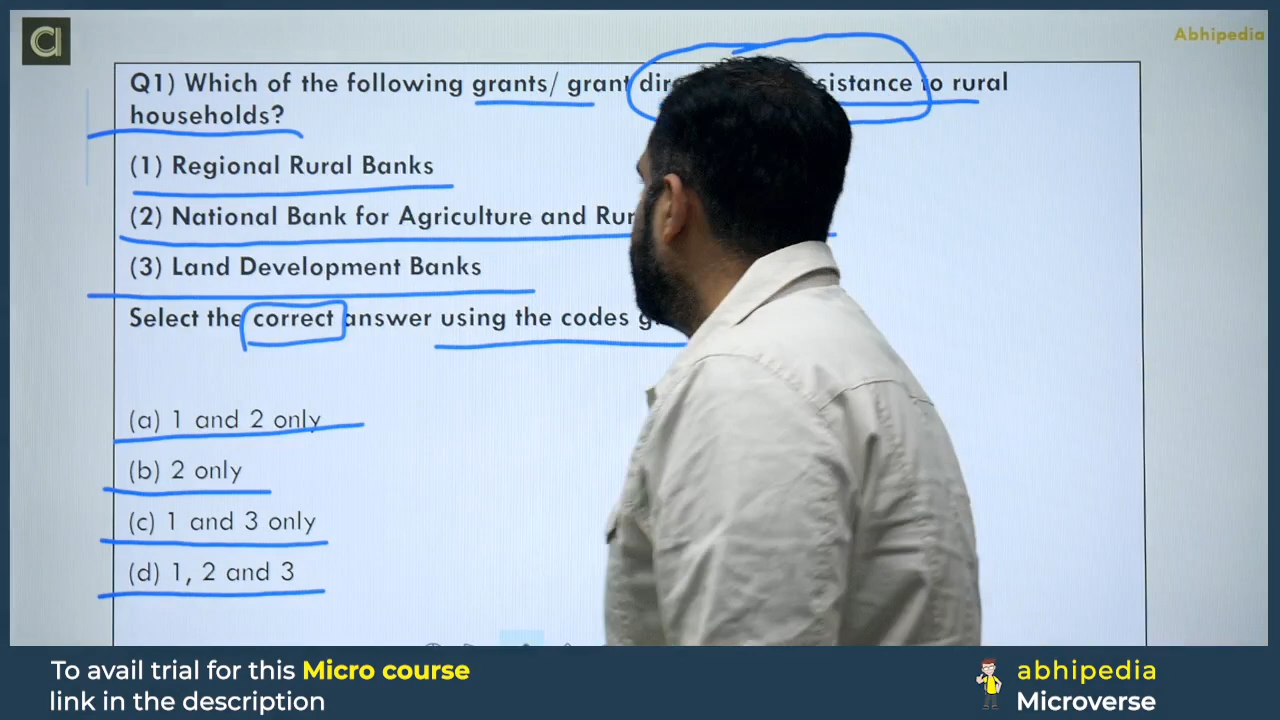 Abhipedia
Q1) Which of the following grants/ grant sistance to rural
households?
(1) Regional Rural Banks
(2) National Bank for Agriculture and
(3) Land Development Banks
Select the correct answer using the codes
(a) 1 and 2 only
(b) 2 only
(c) 1 and 3 only
(d) 1, 2 and 3
To avail trial for this Micro course
link in the description
abhipedia
Microverse